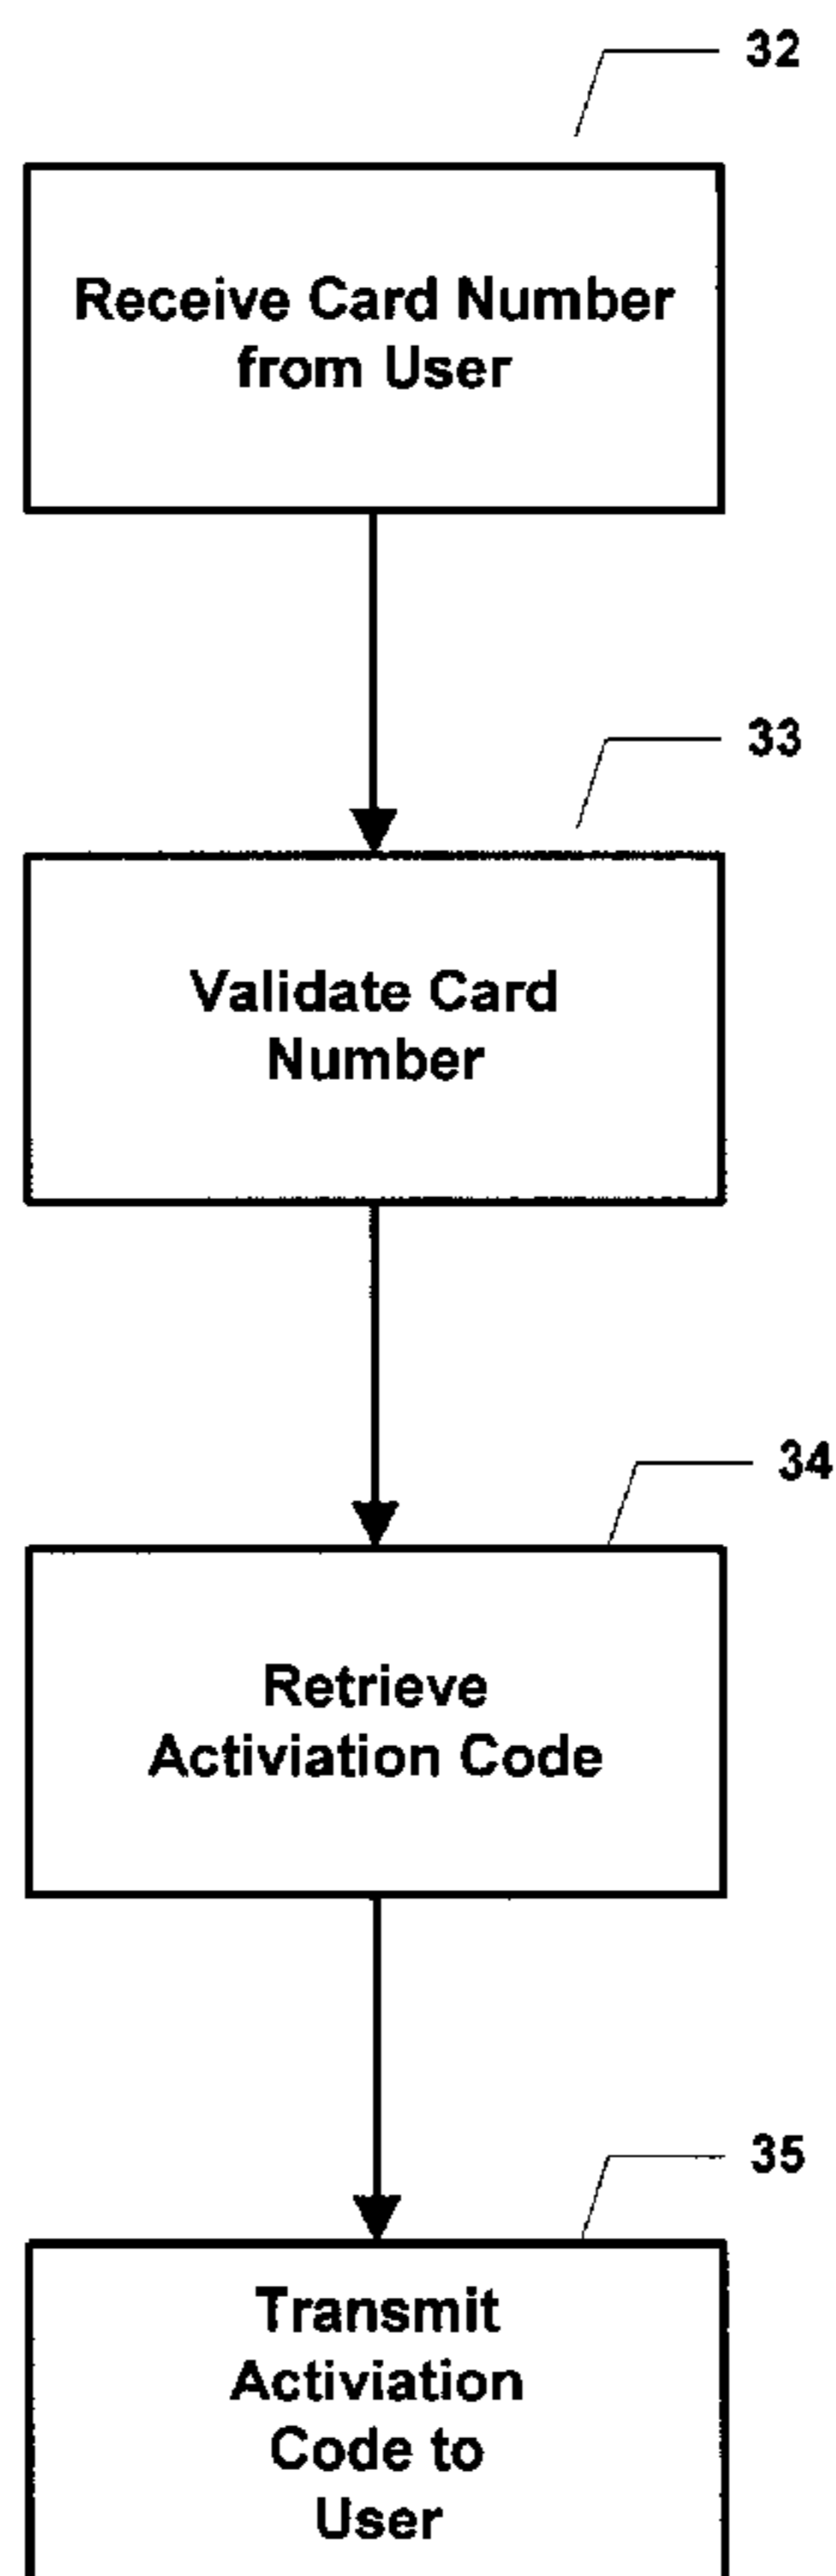 32
Receive Card Number
from User
33
Validate Card
Number
34
Retrieve
Activiation Code
35
Transmit
Activiation
Code to
User